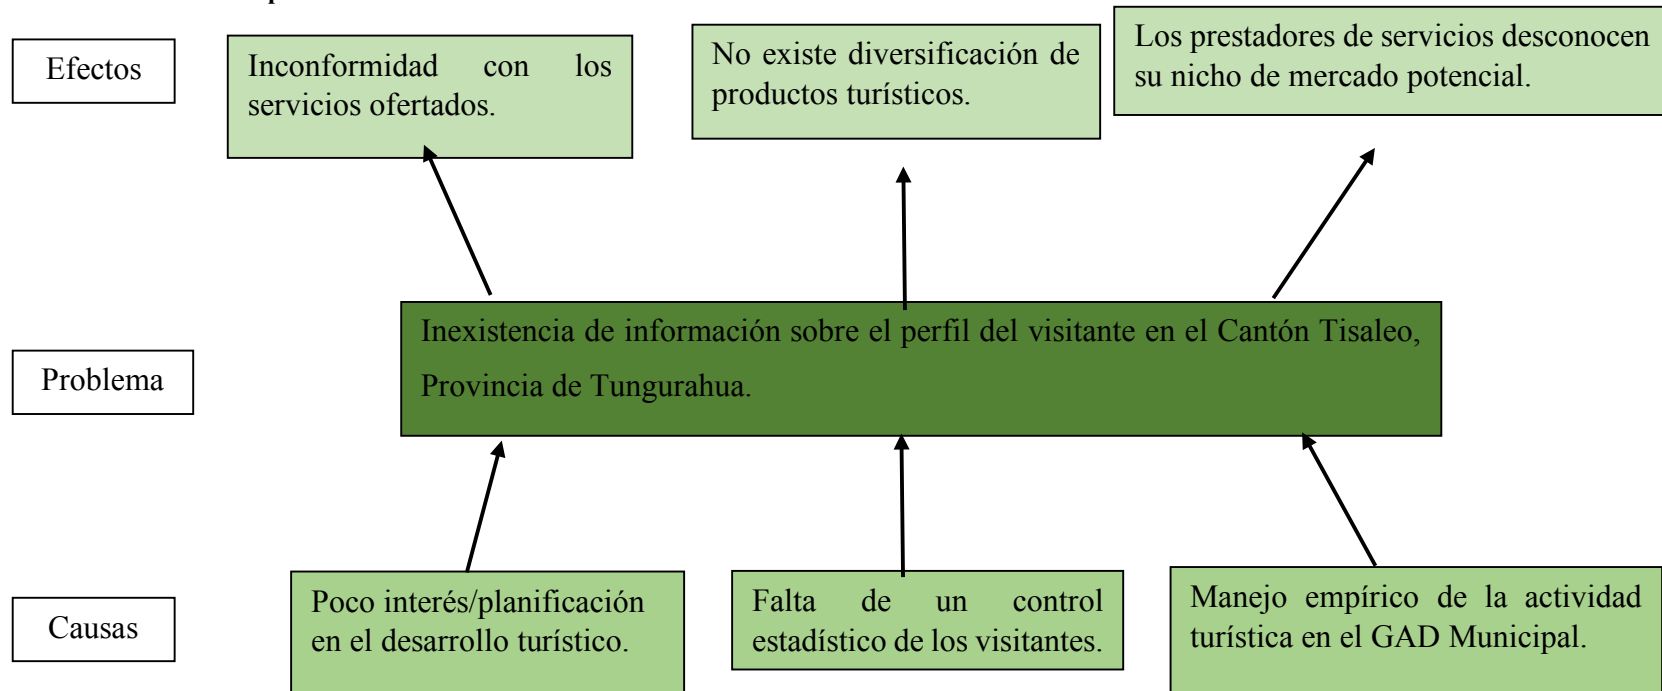 Efectos
Inconformidad con los
servicios ofertados.
No existe diversificación de
productos turísticos.
Los prestadores de servicios desconocen
su nicho de mercado potencial.
Problema
Inexistencia de información sobre el perfil del visitante en el Cantón Tisaleo,
Provincia de Tungurahua.
Causas
Poco interés/planificación
en el desarrollo turístico.
Falta de un control
estadístico de los visitantes.
Manejo empírico de la actividad
turística en el GAD Municipal.